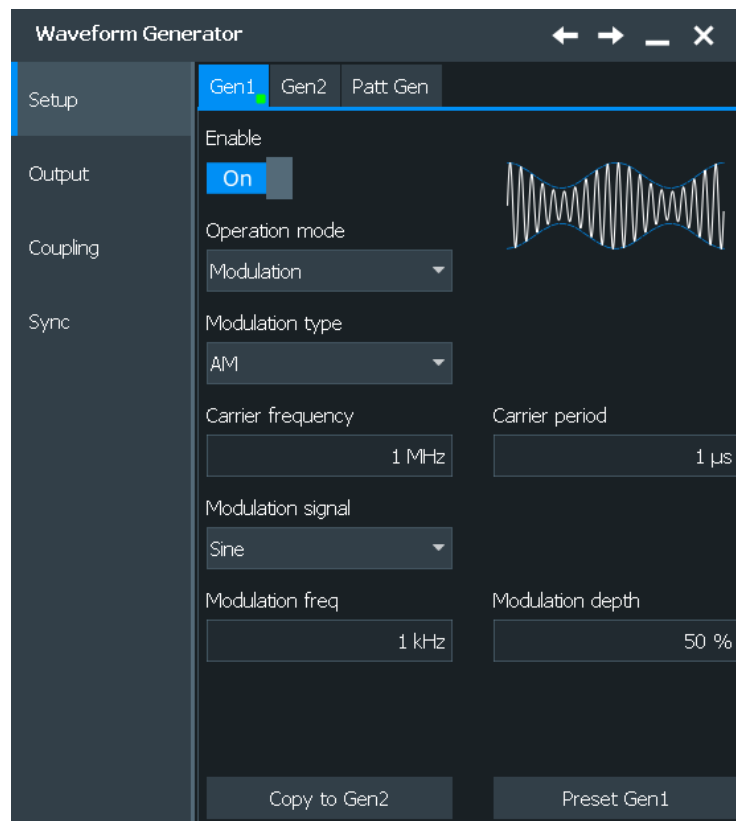 Waveform Generator
Setup
Output
Coupling
Sync
Gen1 Gen2 Patt Gen
Enable
On
Operation mode
Modulation
Modulation type
AM
Carrier frequency Carrier period
1 MHz 1 µs
Modulation signal
Sine
Modulation freq Modulation depth
1 kHz 50 %
Copy to Gen2 Preset Gen1